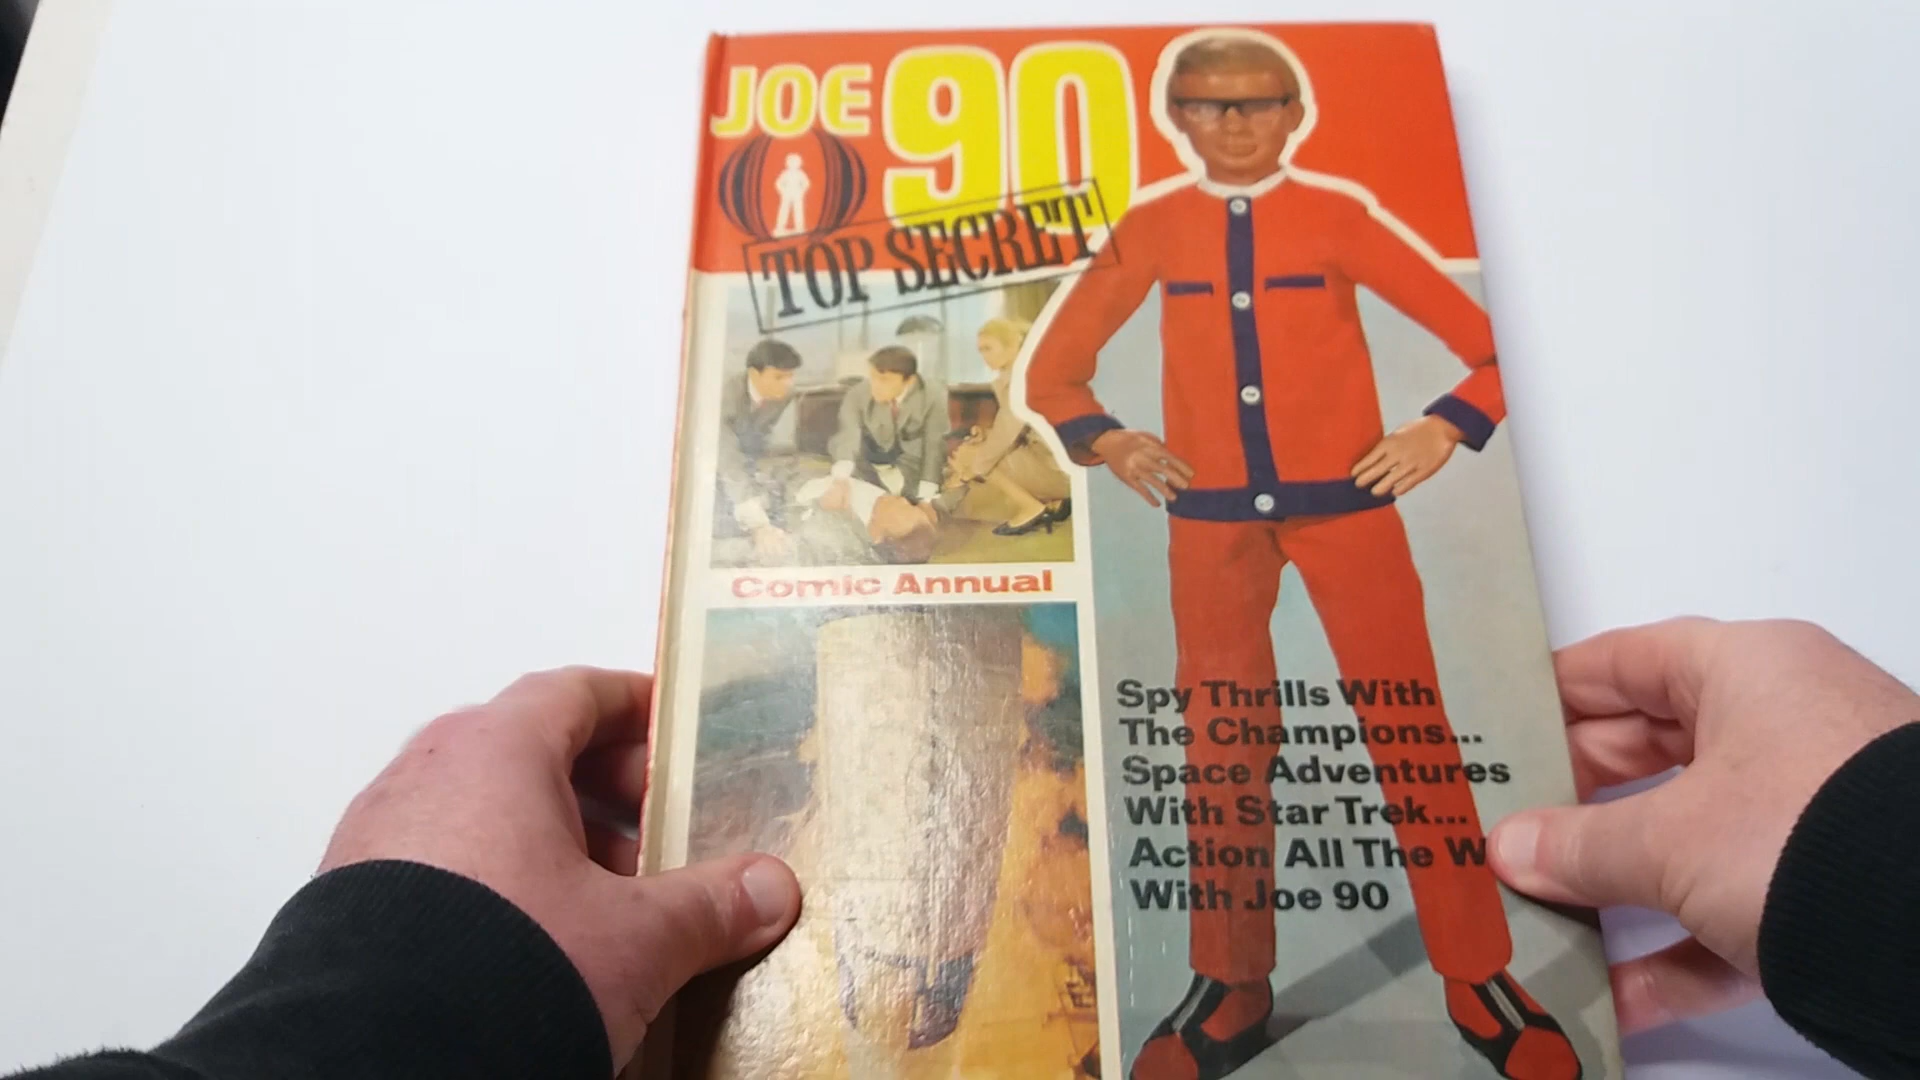 JOE 90
TOP SECRET
Comic Annual
Spy Thrills With
The Champions...
Space Adventures
With Star Trek...
Action All The W
With Joe 90